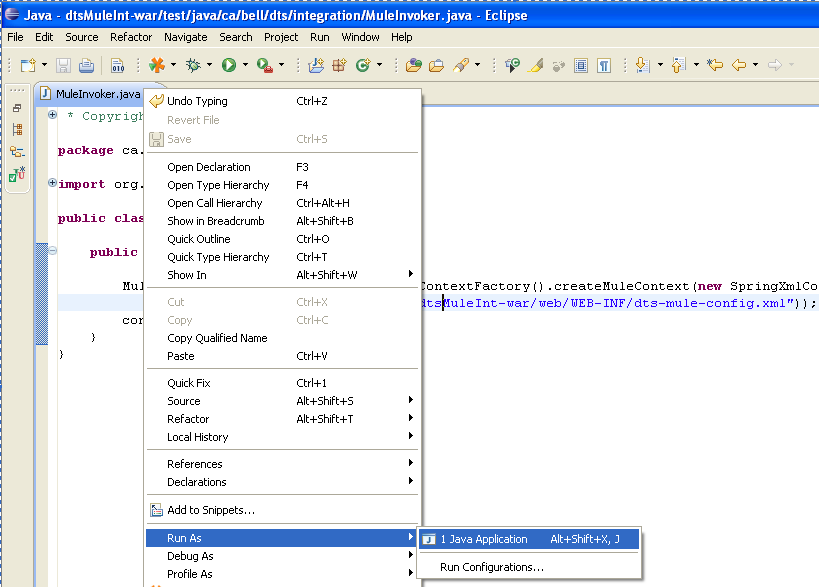 Java - dtsMuleInt-war/test/java/ca/bell/dts/integration/MuleInvoker.java - Eclipse
File Edit Source Refactor Navigate Search Project Run Window Help
MuleInvoker.java
* Copyrigh
package ca.
import org.
public clas
public
Mul
ContextFactory().createMuleContext(new SpringXmlCo
dtsMuleInt-war/web/WEB-INF/dts-mule-config.xml"));
con
}
}
Undo Typing Ctrl+Z
Revert File
Save Ctrl+S
Open Declaration F3
Open Type Hierarchy F4
Open Call Hierarchy Ctrl+Alt+H
Show in Breadcrumb Alt+Shift+B
Quick Outline Ctrl+O
Quick Type Hierarchy Ctrl+T
Show In Alt+Shift+W
Cut Ctrl+X
Copy Ctrl+C
Copy Qualified Name
Paste Ctrl+V
Quick Fix Ctrl+1
Source Alt+Shift+S
Refactor Alt+Shift+T
Local History
References
Declarations
Add to Snippets...
Run As
Debug As
Profile As
1 Java Application Alt+Shift+X, J
Run Configurations...